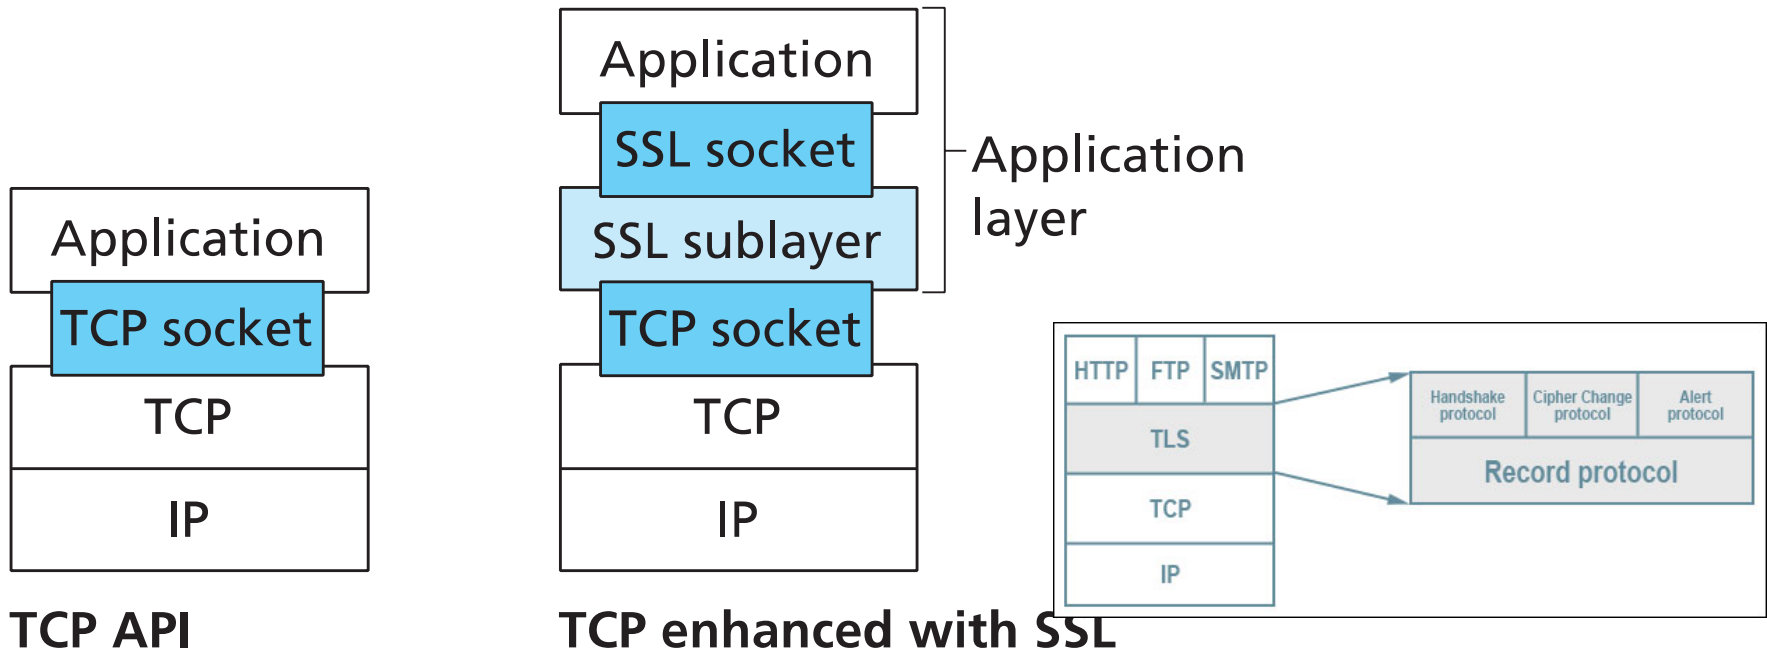 Application
TCP socket
TCP
IP
TCP API
Application
SSL socket
SSL sublayer
TCP socket
TCP
IP
TCP enhanced with SSL
Application
layer
HTTP FTP SMTP
TLS
TCP
IP
Handshake
protocol
Cipher Change
protocol
Alert
protocol
Record protocol